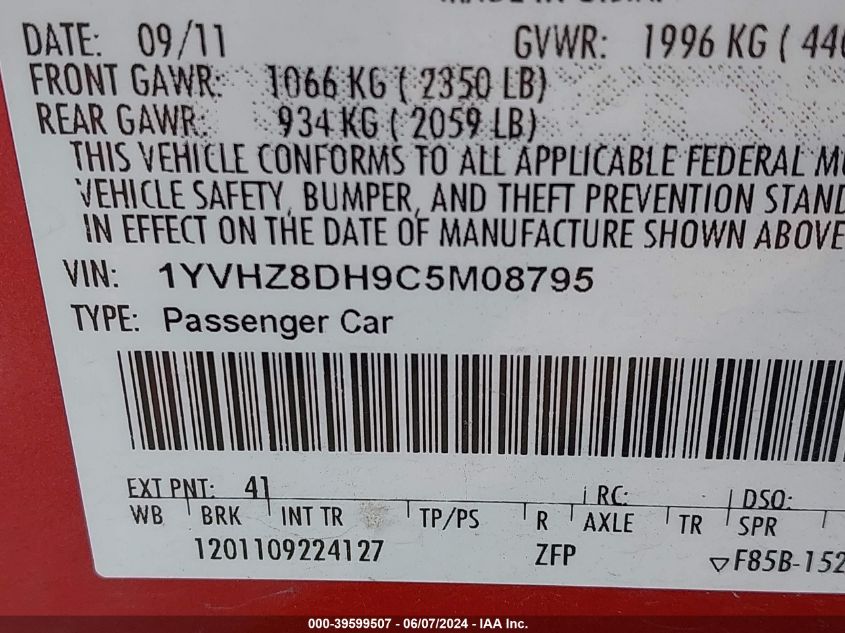 DATE: 09/11 GVWR: 1996 KG ( 440
FRONT GAWR: 1066 KG ( 2350 LB)
REAR GAWR: 934 KG ( 2059 LB)
THIS VEHICLE CONFORMS TO ALL APPLICABLE FEDERAL MO
VEHICLE SAFETY, BUMPER, AND THEFT PREVENTION STAND
IN EFFECT ON THE DATE OF MANUFACTURE SHOWN ABOVE
VIN: 1YVHZ8DH9C5M08795
TYPE: Passenger Car
EXT PNT: 41 RC: DSO:
WB BRK INT TR TP/PS R AXLE TR SPR
1201109224127 ZFP ▽F85B-152
000-39599507 - 06/07/2024 - IAA Inc.